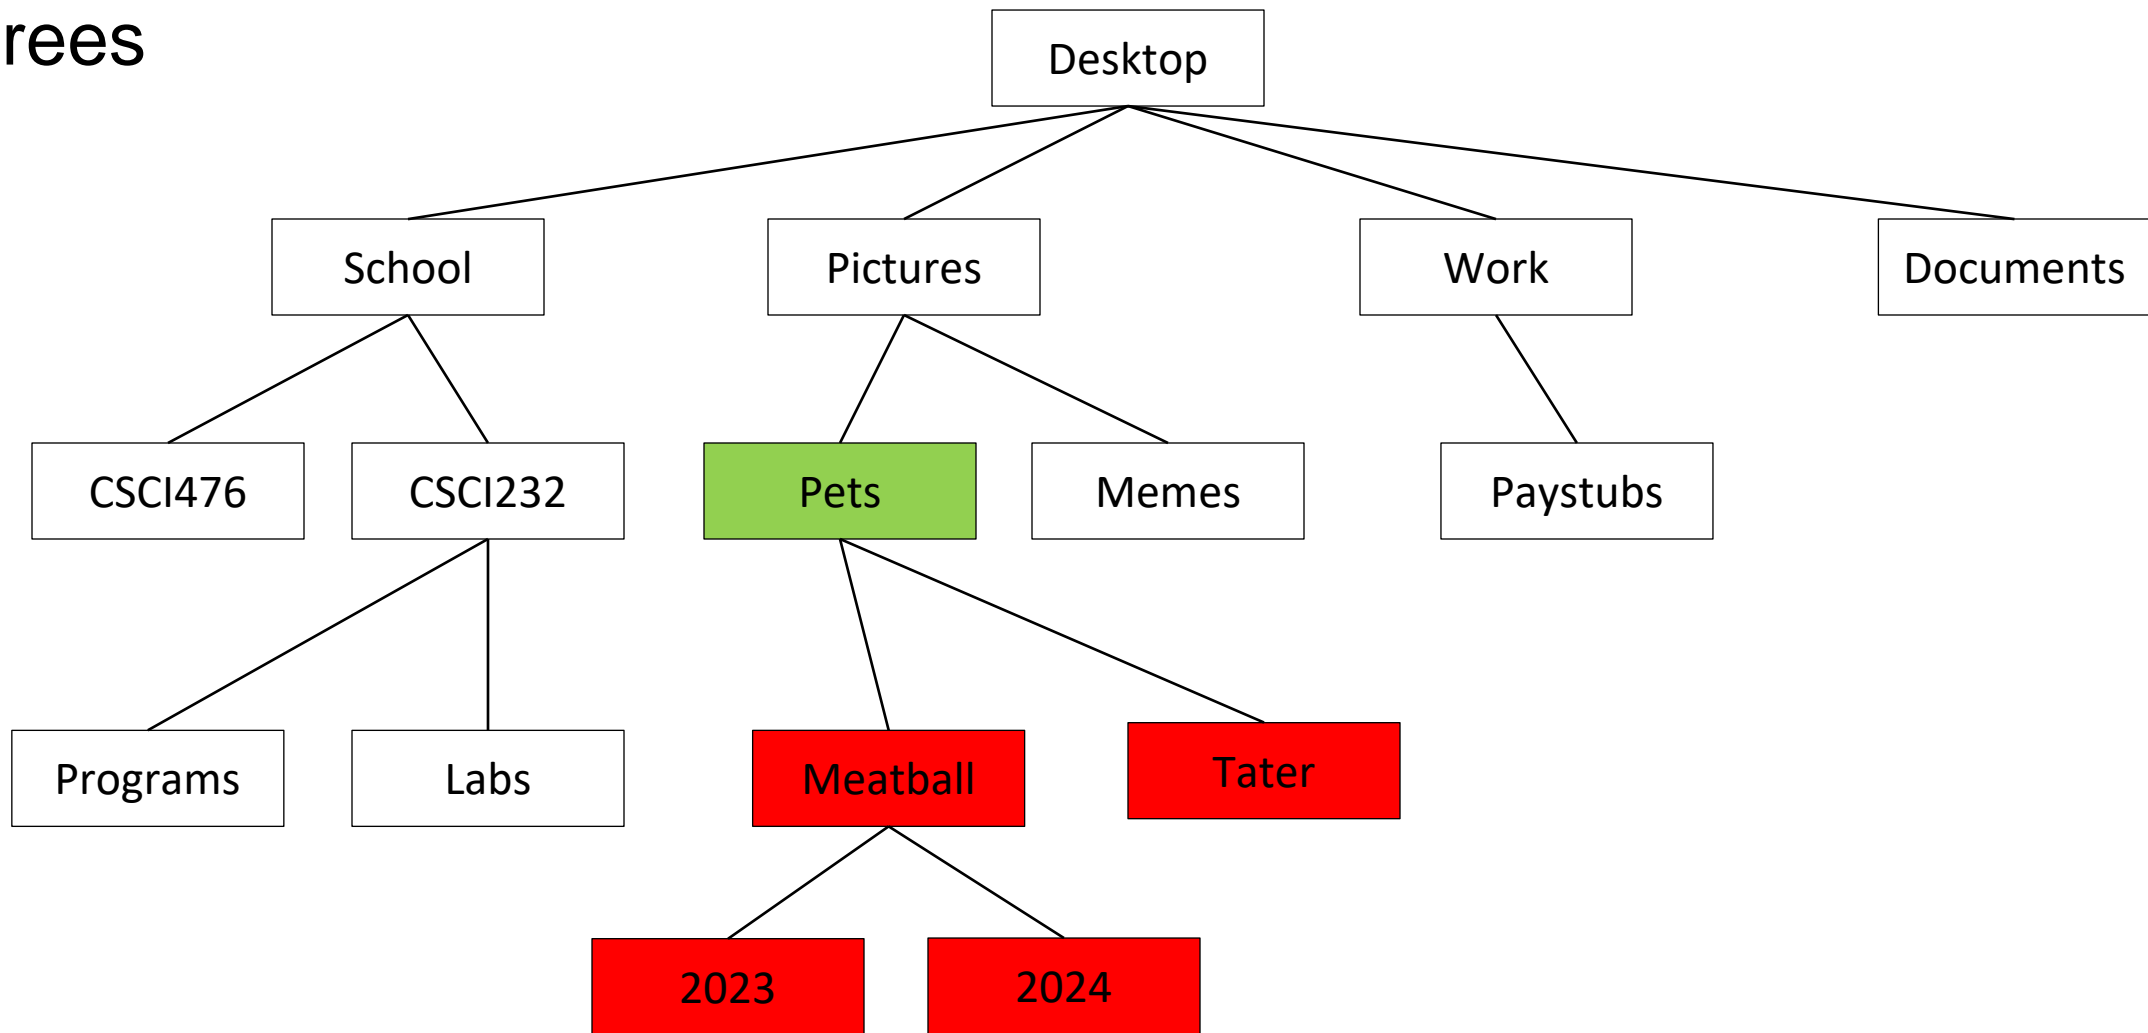 rees
Desktop
School
Pictures
Work
Documents
CSCI476
CSCI232
Pets
Memes
Paystubs
Programs
Labs
Meatball
Tater
2023
2024